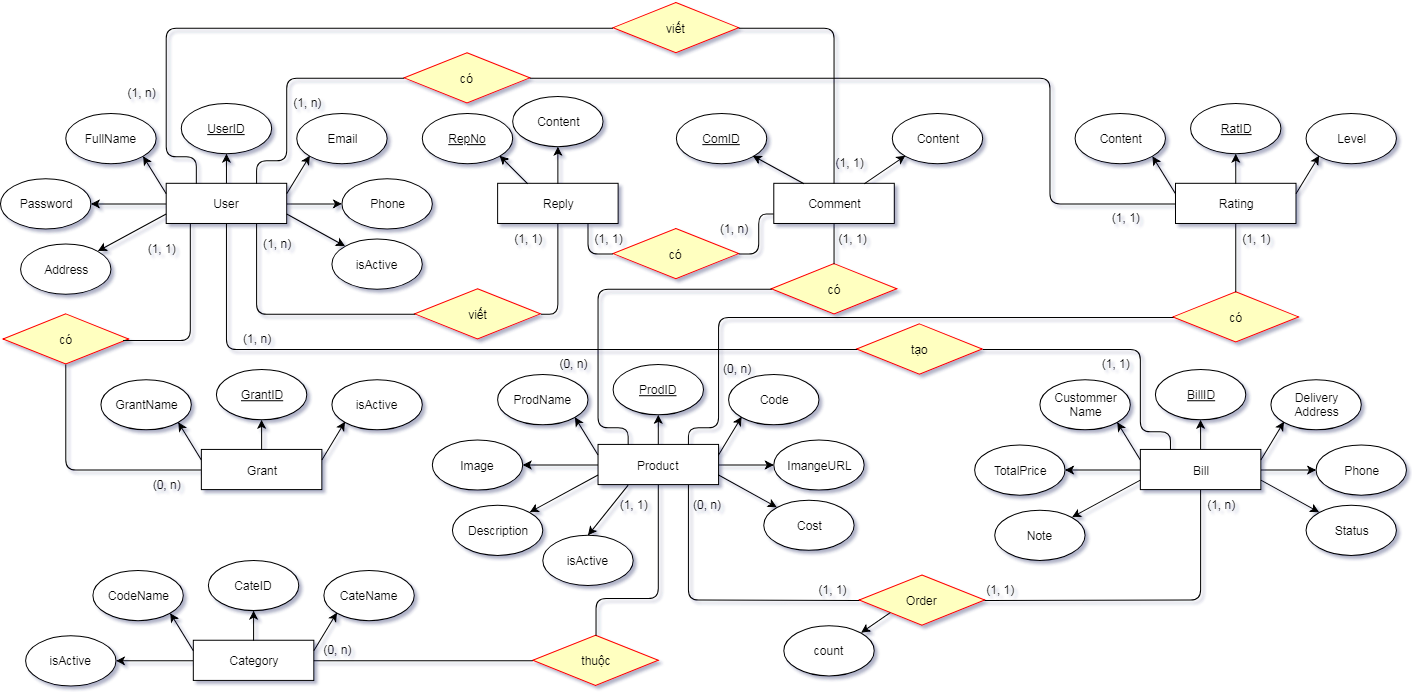 viết
có
(1, n)
(1, n)
FullName
UserID
Email
RepNo
Content
ComID
Content
Content
RatID
Level
(1, 1)
Password
User
Phone
Reply
Comment
Rating
(1, 1)
(1, n)
(1, 1)
(1, n)
(1, 1)
(1, 1)
(1, 1)
(1, 1)
Address
isActive
có
có
viết
có
có
(1, n)
tạo
(0, n)
(0, n)
(1, 1)
GrantName
GrantID
isActive
ProdName
ProdID
Code
Custommer
Name
BillID
Delivery
Address
Grant
Image
Product
ImangeURL
TotalPrice
Bill
Phone
(0, n)
(1, 1)
(0, n)
(1, n)
Description
isActive
Cost
Note
Status
CodeName
CateID
CateName
(1, 1)
Order
(1, 1)
isActive
Category
(0, n)
thuộc
count